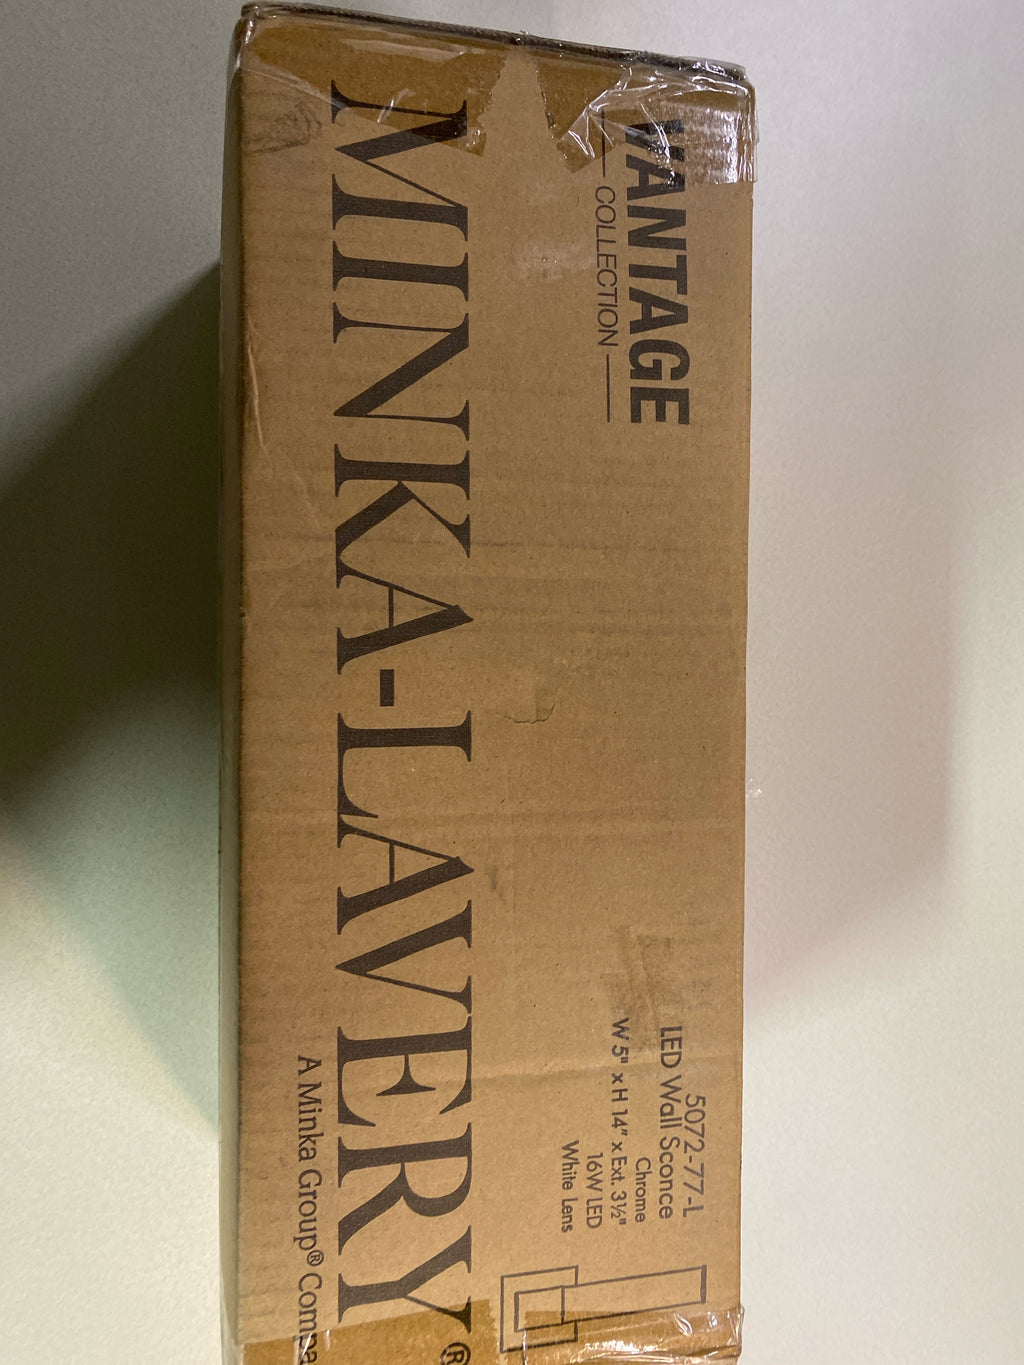 VANTAGE
COLLECTION
5072-77-L
LED Wall Sconce
Chrome
W 5" x H 14" x Ext. 3½"
16W LED
White Lens
MINKA-LAVERY®
A Minka Group® Compa